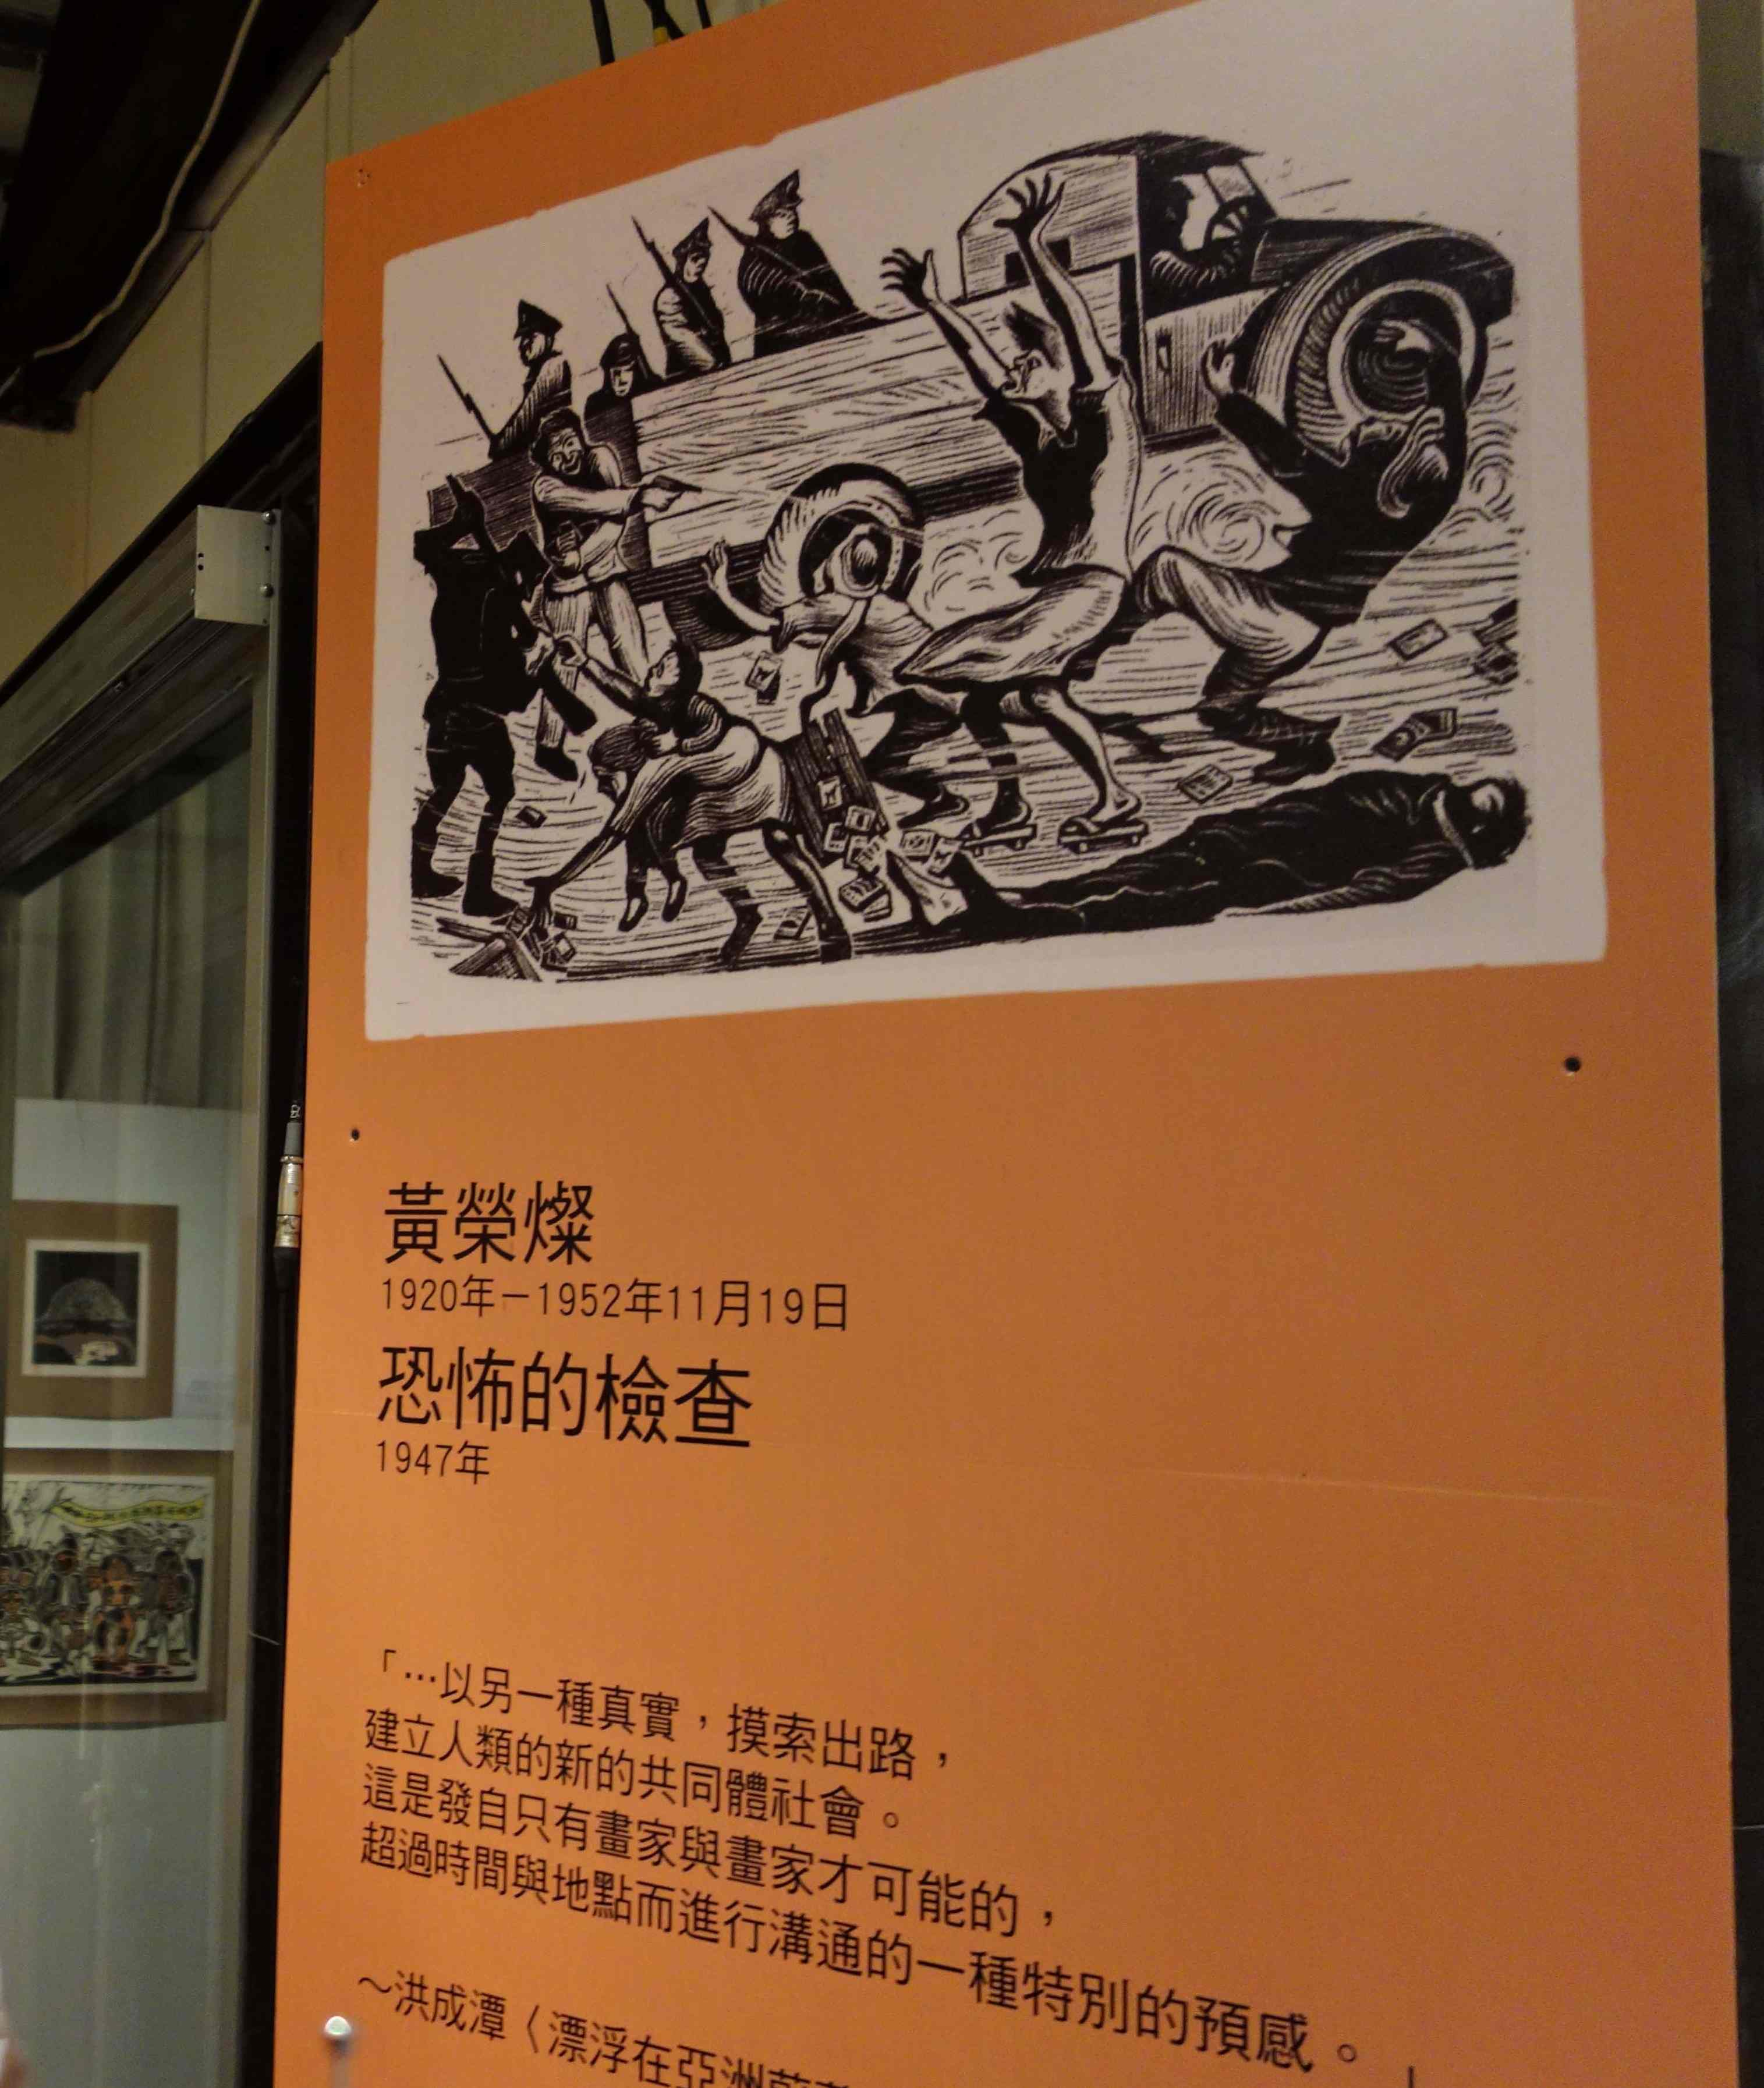 黃榮燦
1920年－1952年11月19日
恐怖的檢查
1947年
「…以另一種真實，摸索出路，
建立人類的新的共同體社會。
這是發自只有畫家與畫家才可能的，
超過時間與地點而進行溝通的一種特別的預感。」
～洪成潭〈漂浮在亞洲